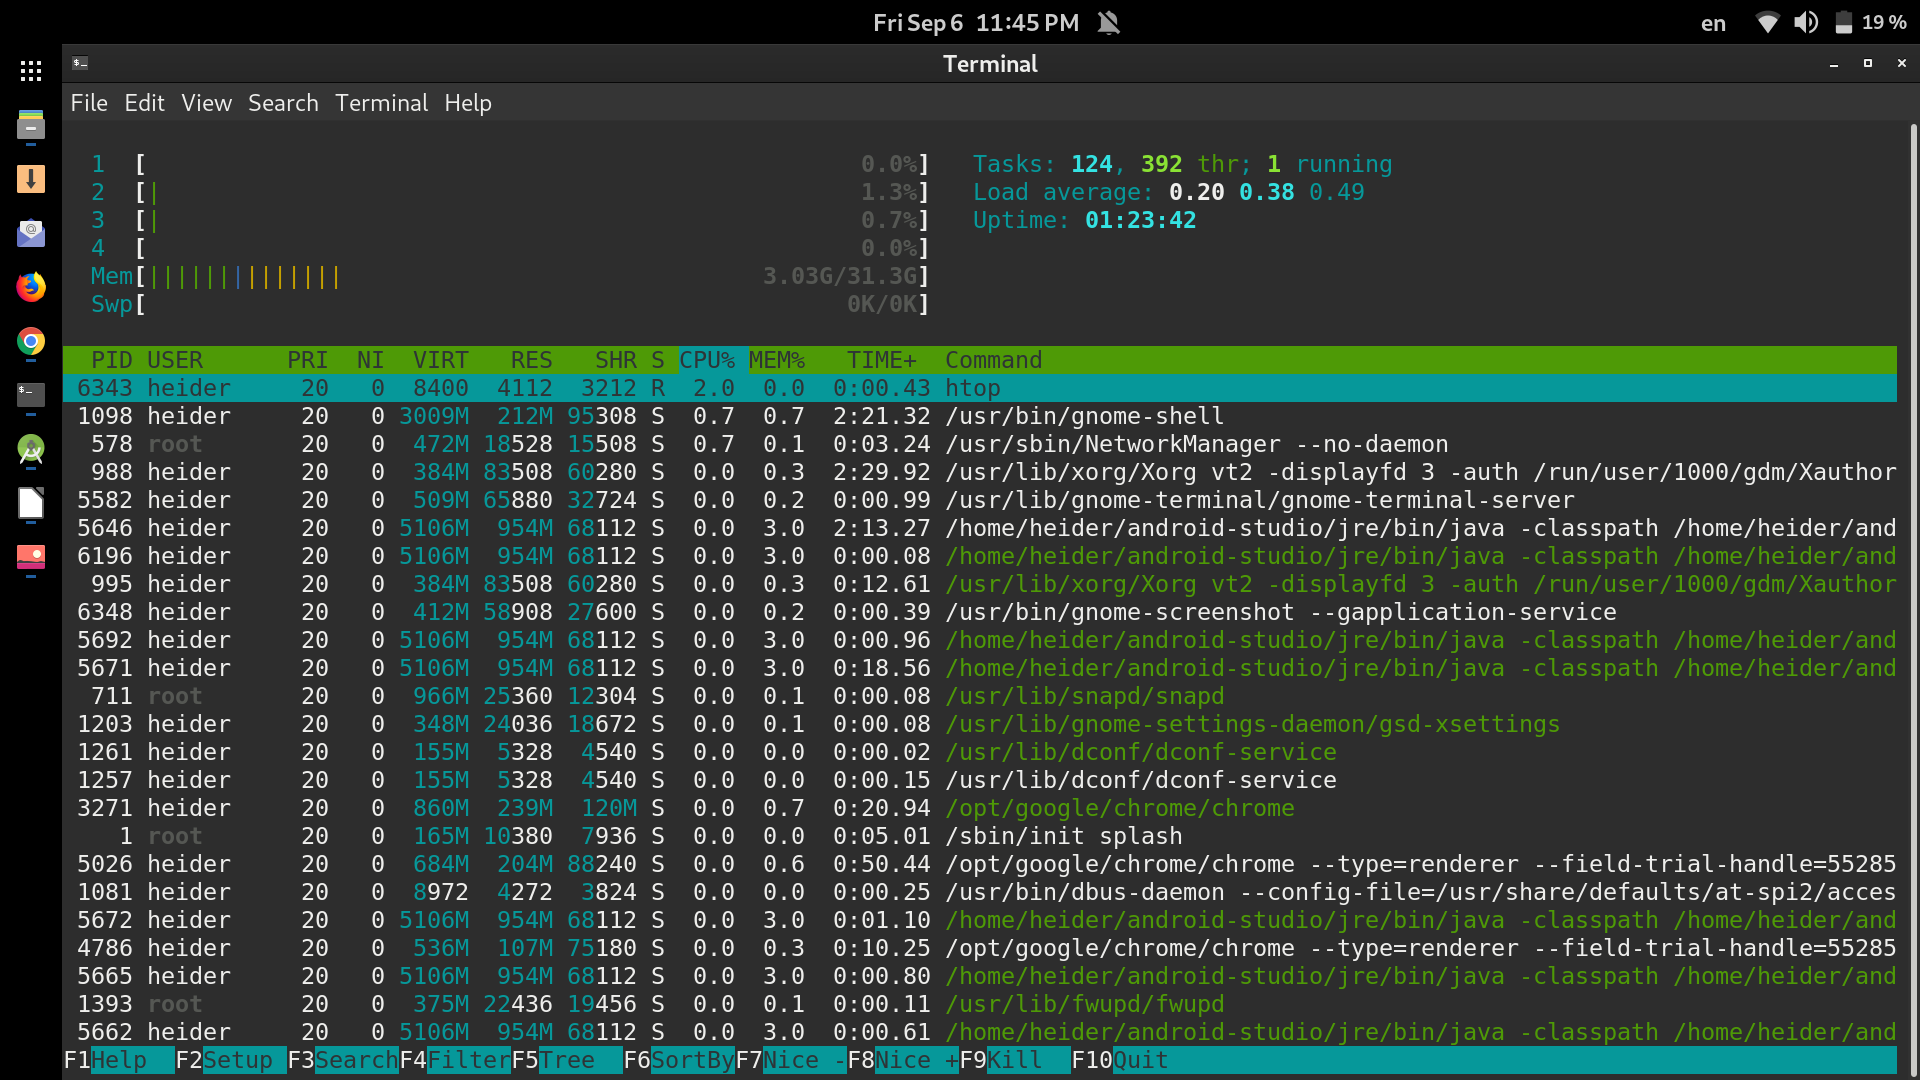 Fri Sep 6 11:45 PM
en 19 %
Terminal
File Edit View Search Terminal Help
1 [ 0.0%] Tasks: 124, 392 thr; 1 running
2 [| 1.3%] Load average: 0.20 0.38 0.49
3 [| 0.7%] Uptime: 01:23:42
4 [ 0.0%]
Mem[|||||||||||||| 3.03G/31.3G]
Swp[ 0K/0K]
PID USER PRI NI VIRT RES SHR S CPU% MEM% TIME+ Command
6343 heider 20 0 8400 4112 3212 R 2.0 0.0 0:00.43 htop
1098 heider 20 0 3009M 212M 95308 S 0.7 0.7 2:21.32 /usr/bin/gnome-shell
578 root 20 0 472M 18528 15508 S 0.7 0.1 0:03.24 /usr/sbin/NetworkManager --no-daemon
988 heider 20 0 384M 83508 60280 S 0.0 0.3 2:29.92 /usr/lib/xorg/Xorg vt2 -displayfd 3 -auth /run/user/1000/gdm/Xauthor
5582 heider 20 0 509M 65880 32724 S 0.0 0.2 0:00.99 /usr/lib/gnome-terminal/gnome-terminal-server
5646 heider 20 0 5106M 954M 68112 S 0.0 3.0 2:13.27 /home/heider/android-studio/jre/bin/java -classpath /home/heider/and
6196 heider 20 0 5106M 954M 68112 S 0.0 3.0 0:00.08 /home/heider/android-studio/jre/bin/java -classpath /home/heider/and
995 heider 20 0 384M 83508 60280 S 0.0 0.3 0:12.61 /usr/lib/xorg/Xorg vt2 -displayfd 3 -auth /run/user/1000/gdm/Xauthor
6348 heider 20 0 412M 58908 27600 S 0.0 0.2 0:00.39 /usr/bin/gnome-screenshot --gapplication-service
5692 heider 20 0 5106M 954M 68112 S 0.0 3.0 0:00.96 /home/heider/android-studio/jre/bin/java -classpath /home/heider/and
5671 heider 20 0 5106M 954M 68112 S 0.0 3.0 0:18.56 /home/heider/android-studio/jre/bin/java -classpath /home/heider/and
711 root 20 0 966M 25360 12304 S 0.0 0.1 0:00.08 /usr/lib/snapd/snapd
1203 heider 20 0 348M 24036 18672 S 0.0 0.1 0:00.08 /usr/lib/gnome-settings-daemon/gsd-xsettings
1261 heider 20 0 155M 5328 4540 S 0.0 0.0 0:00.02 /usr/lib/dconf/dconf-service
1257 heider 20 0 155M 5328 4540 S 0.0 0.0 0:00.15 /usr/lib/dconf/dconf-service
3271 heider 20 0 860M 239M 120M S 0.0 0.7 0:20.94 /opt/google/chrome/chrome
1 root 20 0 165M 10380 7936 S 0.0 0.0 0:05.01 /sbin/init splash
5026 heider 20 0 684M 204M 88240 S 0.0 0.6 0:50.44 /opt/google/chrome/chrome --type=renderer --field-trial-handle=55285
1081 heider 20 0 8972 4272 3824 S 0.0 0.0 0:00.25 /usr/bin/dbus-daemon --config-file=/usr/share/defaults/at-spi2/acces
5672 heider 20 0 5106M 954M 68112 S 0.0 3.0 0:01.10 /home/heider/android-studio/jre/bin/java -classpath /home/heider/and
4786 heider 20 0 536M 107M 75180 S 0.0 0.3 0:10.25 /opt/google/chrome/chrome --type=renderer --field-trial-handle=55285
5665 heider 20 0 5106M 954M 68112 S 0.0 3.0 0:00.80 /home/heider/android-studio/jre/bin/java -classpath /home/heider/and
1393 root 20 0 375M 22436 19456 S 0.0 0.1 0:00.11 /usr/lib/fwupd/fwupd
5662 heider 20 0 5106M 954M 68112 S 0.0 3.0 0:00.61 /home/heider/android-studio/jre/bin/java -classpath /home/heider/and
F1Help F2Setup F3SearchF4FilterF5Tree F6SortByF7Nice -F8Nice +F9Kill F10Quit